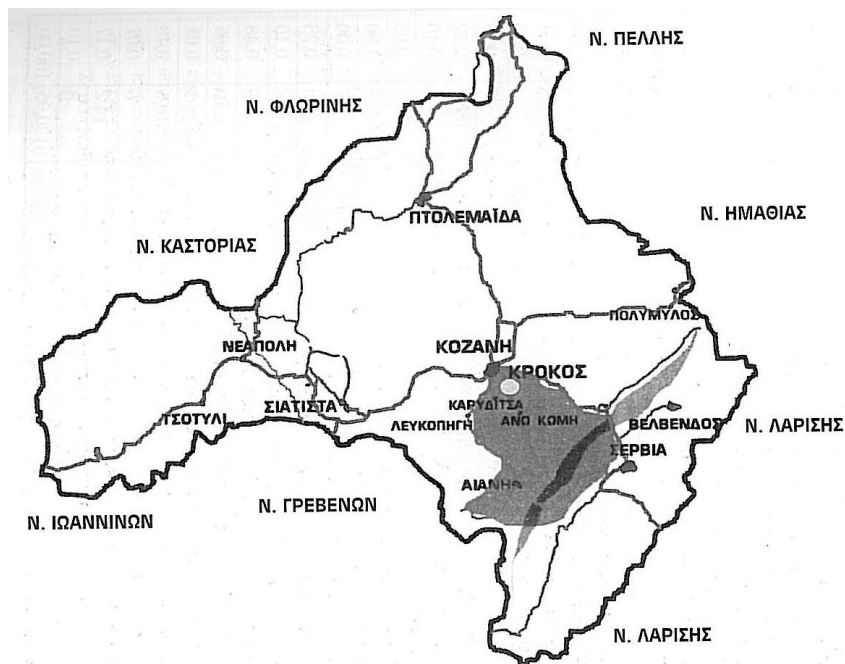 Ν. ΠΕΛΛΗΣ
Ν. ΦΛΩΡΙΝΗΣ
ΠΤΟΛΕΜΑΪΔΑ
Ν. ΗΜΑΘΙΑΣ
Ν. ΚΑΣΤΟΡΙΑΣ
ΠΟΛΥΜΥΛΟΣ
ΝΕΑΠΟΛΗ
ΚΟΖΑΝΗ
ΚΡΟΚΟΣ
ΚΑΡΥΔΪΤΣΑ
ΣΙΑΤΙΣΤΑ
ΤΣΟΤΥΛΙ
ΛΕΥΚΟΠΗΓΗ
ΑΝΩ ΚΩΜΗ
ΒΕΛΒΕΝΔΟΣ
Ν. ΛΑΡΙΣΗΣ
ΣΕΡΒΙΑ
ΑΙΑΝΗ
Ν. ΓΡΕΒΕΝΩΝ
Ν. ΙΩΑΝΝΙΝΩΝ
Ν. ΛΑΡΙΣΗΣ